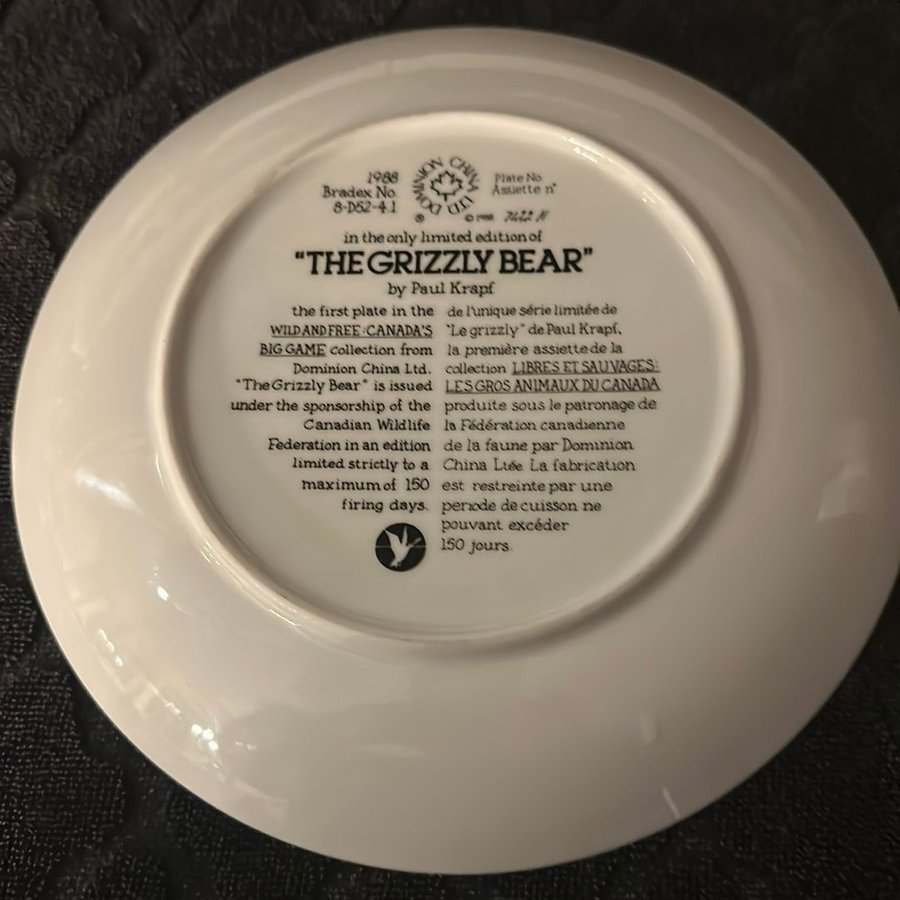 1988
Bradex No.
8-D52-4.1
DOMINION CHINA LTD
®
Plate No.
Assiette n°
© 1988
in the only limited edition of
"THE GRIZZLY BEAR"
by Paul Krapf
the first plate in the
WILD AND FREE: CANADA'S
BIG GAME collection from
Dominion China Ltd.
"The Grizzly Bear" is issued
under the sponsorship of the
Canadian Wildlife
Federation in an edition
limited strictly to a
maximum of 150
firing days.
de l'unique série limitée de
"Le grizzly" de Paul Krapf,
la première assiette de la
collection LIBRES ET SAUVAGES:
LES GROS ANIMAUX DU CANADA
produite sous le patronage de
la Fédération canadienne
de la faune par Dominion
China Ltée. La fabrication
est restreinte par une
période de cuisson ne
pouvant excéder
150 jours.